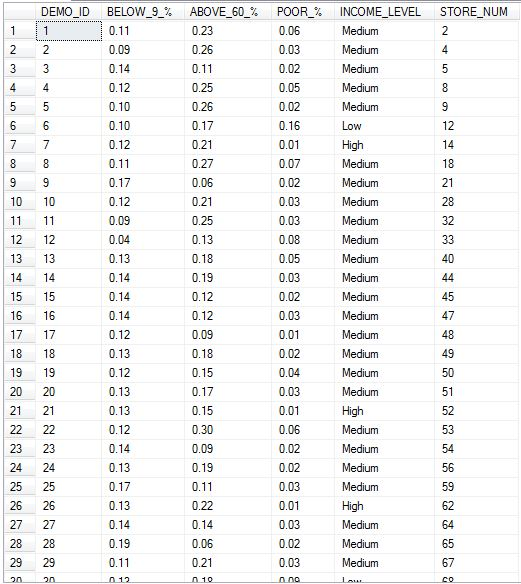 DEMO_ID BELOW_9_% ABOVE_60_% POOR_% INCOME_LEVEL STORE_NUM
1 1 0.11 0.23 0.06 Medium 2
2 2 0.09 0.26 0.03 Medium 4
3 3 0.14 0.11 0.02 Medium 5
4 4 0.12 0.25 0.05 Medium 8
5 5 0.10 0.26 0.02 Medium 9
6 6 0.10 0.17 0.16 Low 12
7 7 0.12 0.21 0.01 High 14
8 8 0.11 0.27 0.07 Medium 18
9 9 0.17 0.06 0.02 Medium 21
10 10 0.12 0.21 0.03 Medium 28
11 11 0.09 0.25 0.03 Medium 32
12 12 0.04 0.13 0.08 Medium 33
13 13 0.13 0.18 0.05 Medium 40
14 14 0.14 0.19 0.03 Medium 44
15 15 0.14 0.12 0.02 Medium 45
16 16 0.14 0.12 0.03 Medium 47
17 17 0.12 0.09 0.01 Medium 48
18 18 0.13 0.18 0.02 Medium 49
19 19 0.12 0.15 0.04 Medium 50
20 20 0.13 0.17 0.03 Medium 51
21 21 0.13 0.15 0.01 High 52
22 22 0.12 0.30 0.06 Medium 53
23 23 0.14 0.09 0.02 Medium 54
24 24 0.13 0.19 0.02 Medium 56
25 25 0.17 0.11 0.03 Medium 59
26 26 0.13 0.22 0.01 High 62
27 27 0.14 0.14 0.03 Medium 64
28 28 0.19 0.06 0.02 Medium 65
29 29 0.11 0.21 0.03 Medium 67
30 30 0.18 Low 68